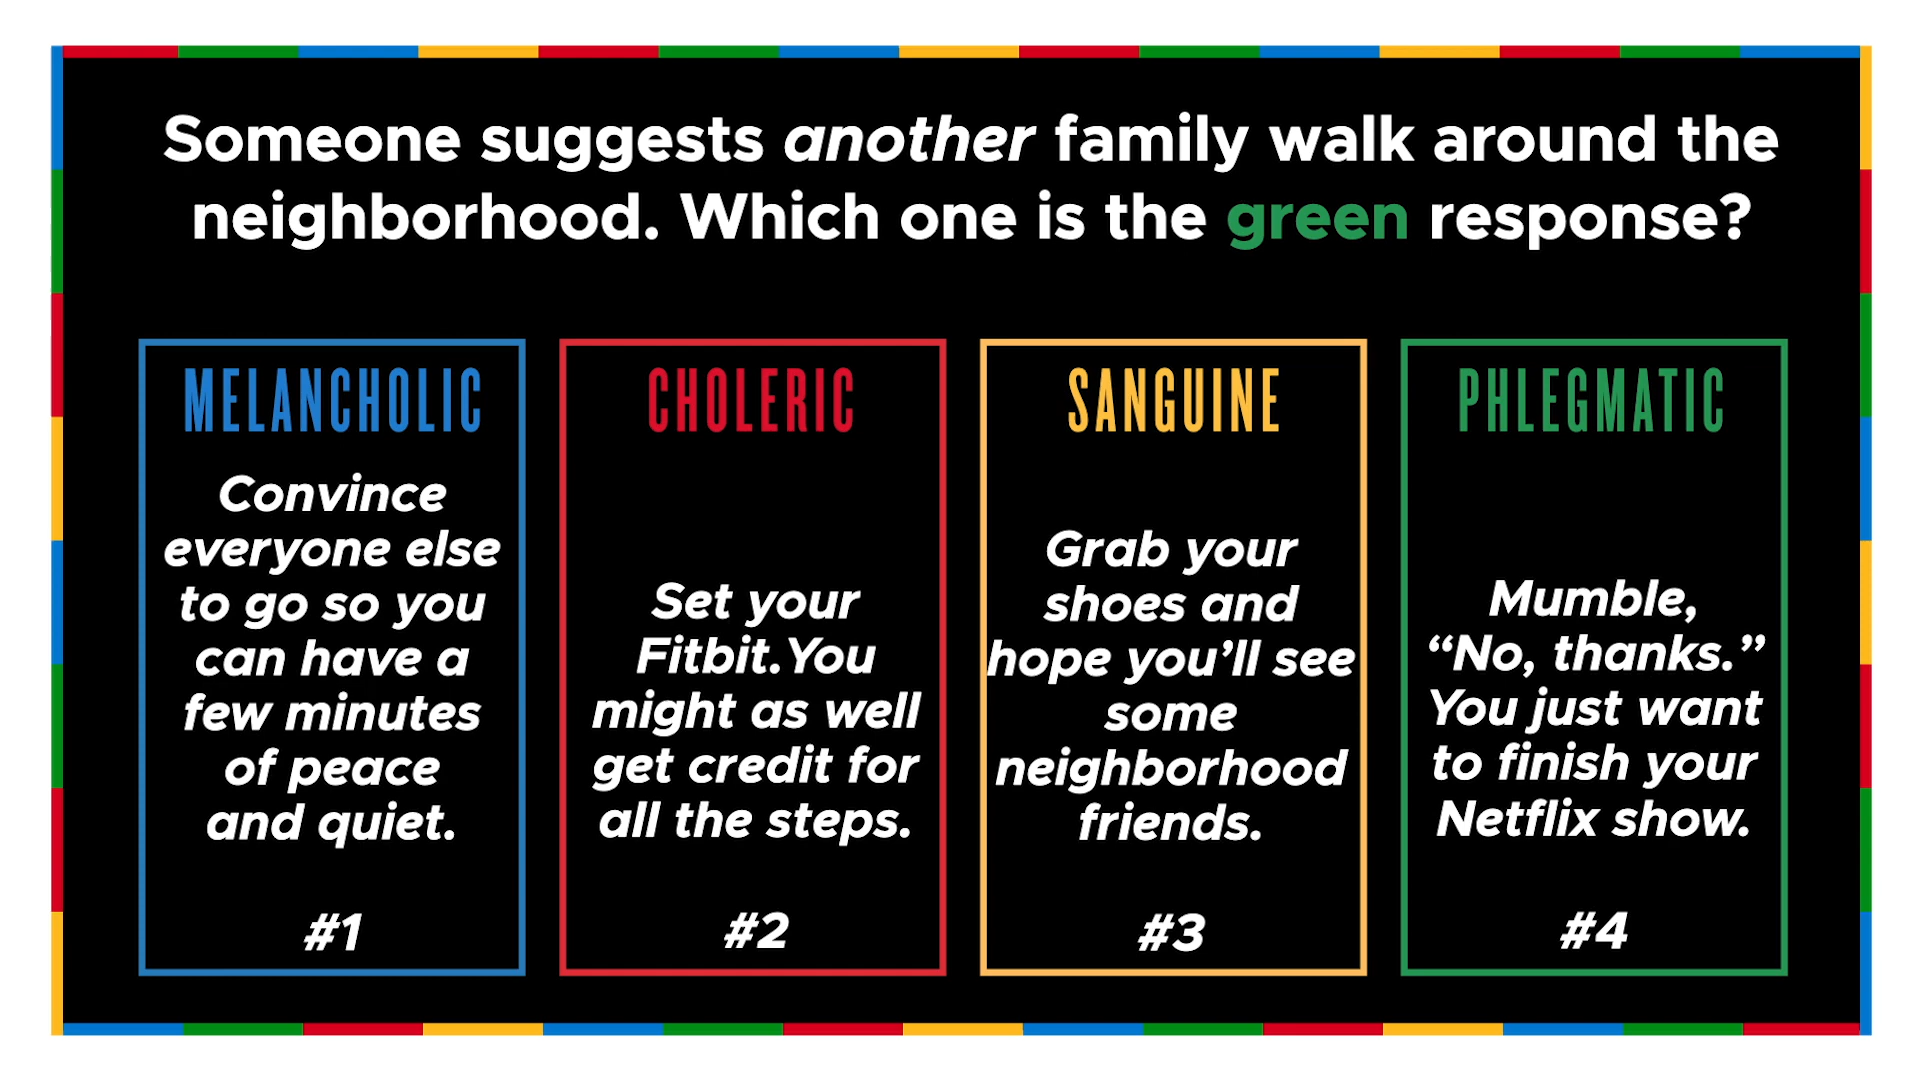 Someone suggests another family walk around the
neighborhood. Which one is the green response?
MELANCHOLIC
Convince
everyone else
to go so you
can have a
few minutes
of peace
and quiet.
#1
CHOLERIC
Set your
Fitbit. You
might as well
get credit for
all the steps.
#2
SANGUINE
Grab your
shoes and
hope you’ll see
some
neighborhood
friends.
#3
PHLEGMATIC
Mumble,
“No, thanks.”
You just want
to finish your
Netflix show.
#4